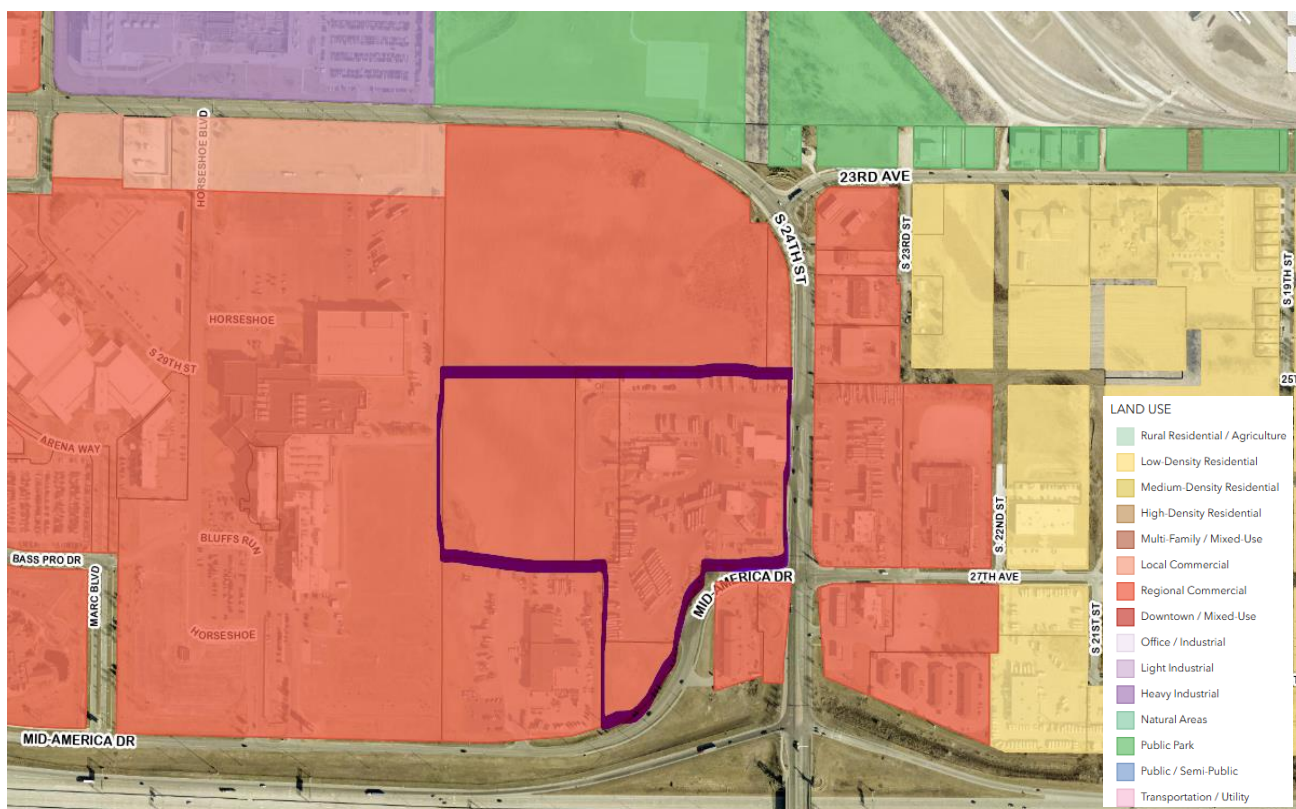 HORSESHOE BLVD
23RD AVE
S 24TH ST
S 23RD ST
S 19TH ST
HORSESHOE
S 29TH ST
ARENA WAY
BLUFFS RUN
BASS PRO DR
MARC BLVD
HORSESHOE
MID-AMERICA DR
MID-AMERICA DR
27TH AVE
S 22ND ST
S 21ST ST
LAND USE
Rural Residential / Agriculture
Low-Density Residential
Medium-Density Residential
High-Density Residential
Multi-Family / Mixed-Use
Local Commercial
Regional Commercial
Downtown / Mixed-Use
Office / Industrial
Light Industrial
Heavy Industrial
Natural Areas
Public Park
Public / Semi-Public
Transportation / Utility